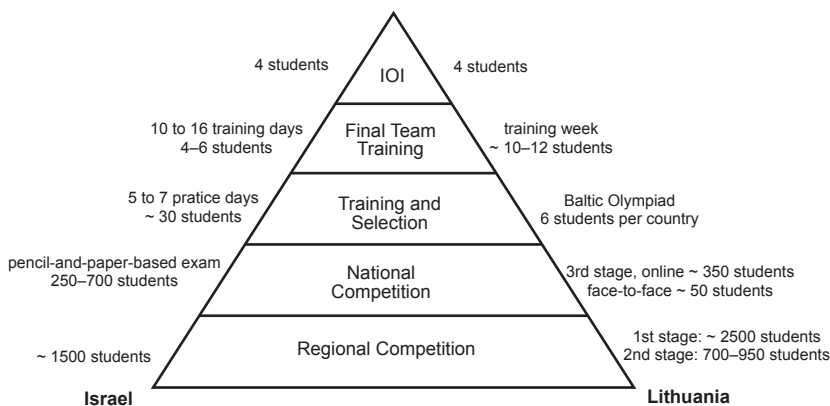 4 students
IOI
4 students
10 to 16 training days
4–6 students
Final Team
Training
training week
~ 10–12 students
5 to 7 pratice days
~ 30 students
Training and
Selection
Baltic Olympiad
6 students per country
pencil-and-paper-based exam
250–700 students
National
Competition
3rd stage, online ~ 350 students
face-to-face ~ 50 students
~ 1500 students
Regional Competition
1st stage: ~ 2500 students
2nd stage: 700–950 students
Israel
Lithuania